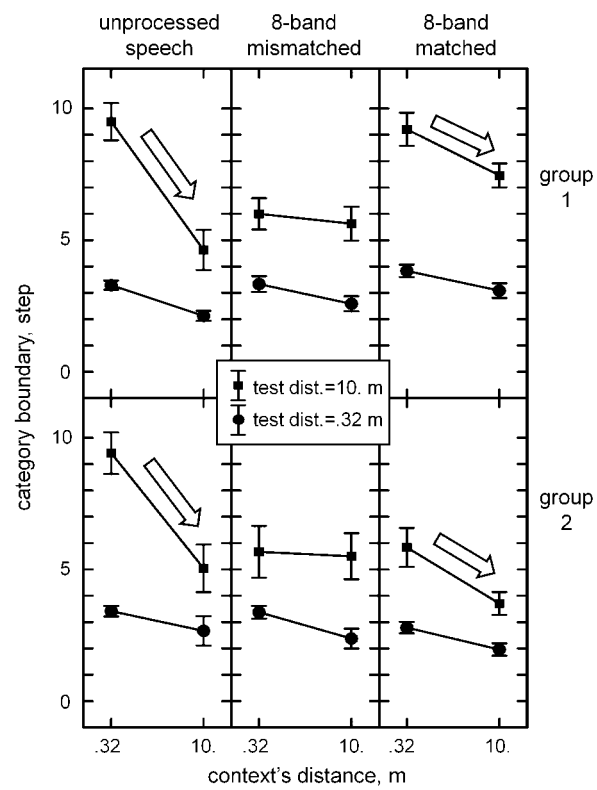 unprocessed speech
8-band mismatched
8-band matched
10
5
0
group 1
category boundary, step
test dist.=10. m
test dist.=.32 m
10
5
0
group 2
.32 10. .32 10. .32 10.
context's distance, m